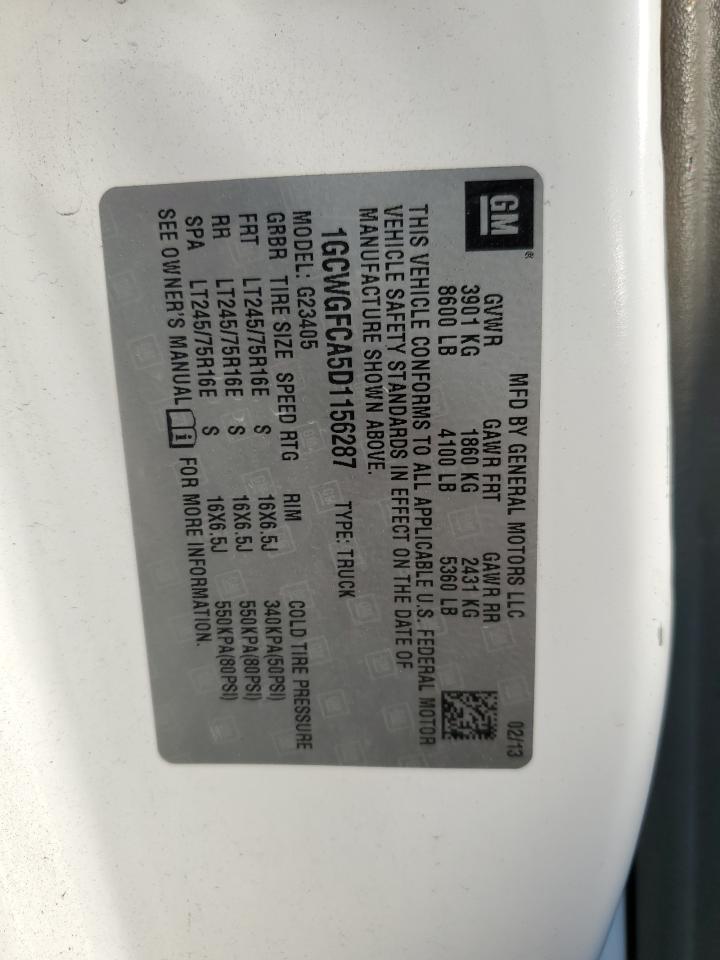 GM ®
MFD BY GENERAL MOTORS LLC 02/13
GVWR GAWR FRT GAWR RR
3901 KG 1860 KG 2431 KG
8600 LB 4100 LB 5360 LB
THIS VEHICLE CONFORMS TO ALL APPLICABLE U.S. FEDERAL MOTOR
VEHICLE SAFETY STANDARDS IN EFFECT ON THE DATE OF
MANUFACTURE SHOWN ABOVE.
1GCWGFCA5D1156287 TYPE: TRUCK
MODEL: G23405
GRBR TIRE SIZE SPEED RTG RIM COLD TIRE PRESSURE
FRT LT245/75R16E S 16X6.5J 340KPA(50PSI)
RR LT245/75R16E S 16X6.5J 550KPA(80PSI)
SPA LT245/75R16E S 16X6.5J 550KPA(80PSI)
SEE OWNER'S MANUAL i FOR MORE INFORMATION.